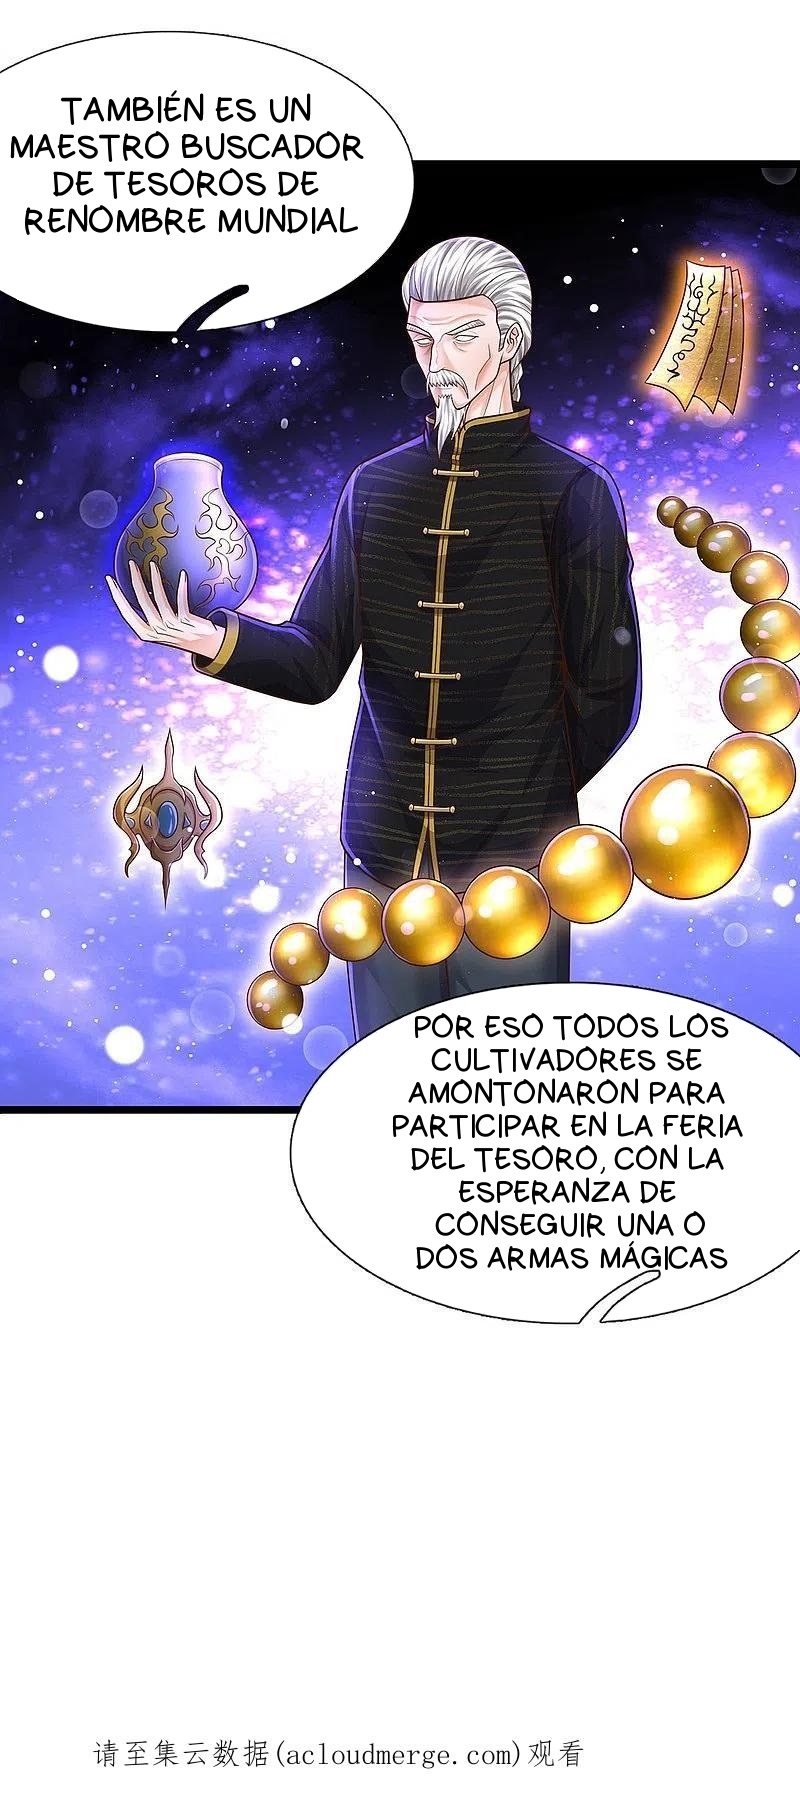 TAMBIÉN ES UN
MAESTRO BUSCADOR
DE TESOROS DE
RENOMBRE MUNDIAL
POR ESO TODOS LOS
CULTIVADORES SE
AMONTONARON PARA
PARTICIPAR EN LA FERIA
DEL TESORO, CON LA
ESPERANZA DE
CONSEGUIR UNA O
DOS ARMAS MÁGICAS
请至集云数据(acloudmerge.com)观看